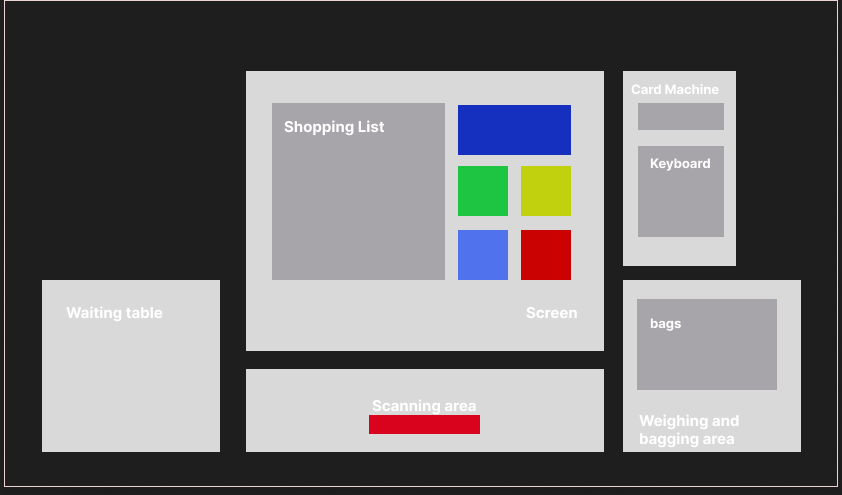 Card Machine
Shopping List
Keyboard
Waiting table
Screen
bags
Scanning area
Weighing and
bagging area